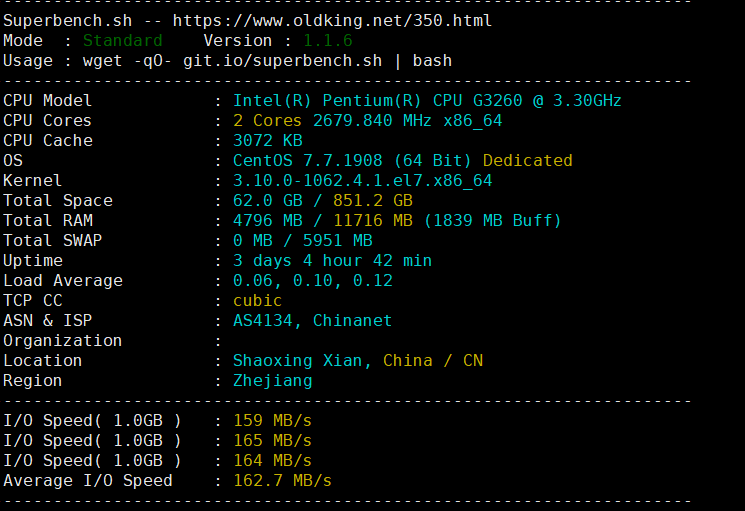 ----------------------------------------------------------------------
Superbench.sh -- https://www.oldking.net/350.html
Mode  : Standard    Version : 1.1.6
Usage : wget -qO- git.io/superbench.sh | bash
----------------------------------------------------------------------
CPU Model            : Intel(R) Pentium(R) CPU G3260 @ 3.30GHz
CPU Cores            : 2 Cores 2679.840 MHz x86_64
CPU Cache            : 3072 KB
OS                   : CentOS 7.7.1908 (64 Bit) Dedicated
Kernel               : 3.10.0-1062.4.1.el7.x86_64
Total Space          : 62.0 GB / 851.2 GB
Total RAM            : 4796 MB / 11716 MB (1839 MB Buff)
Total SWAP           : 0 MB / 5951 MB
Uptime               : 3 days 4 hour 42 min
Load Average         : 0.06, 0.10, 0.12
TCP CC               : cubic
ASN & ISP            : AS4134, Chinanet
Organization         :
Location             : Shaoxing Xian, China / CN
Region               : Zhejiang
----------------------------------------------------------------------
I/O Speed( 1.0GB )   : 159 MB/s
I/O Speed( 1.0GB )   : 165 MB/s
I/O Speed( 1.0GB )   : 164 MB/s
Average I/O Speed    : 162.7 MB/s
----------------------------------------------------------------------